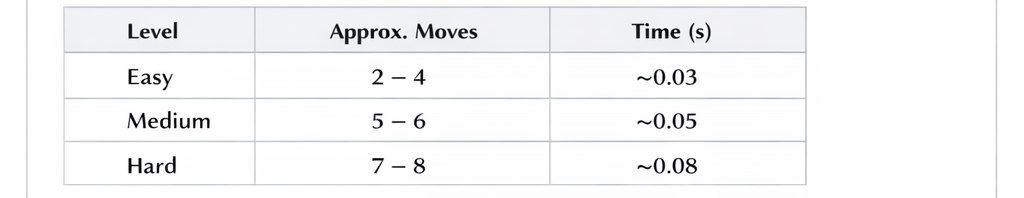 Level Approx. Moves Time (s)
Easy 2 – 4 ~0.03
Medium 5 – 6 ~0.05
Hard 7 – 8 ~0.08